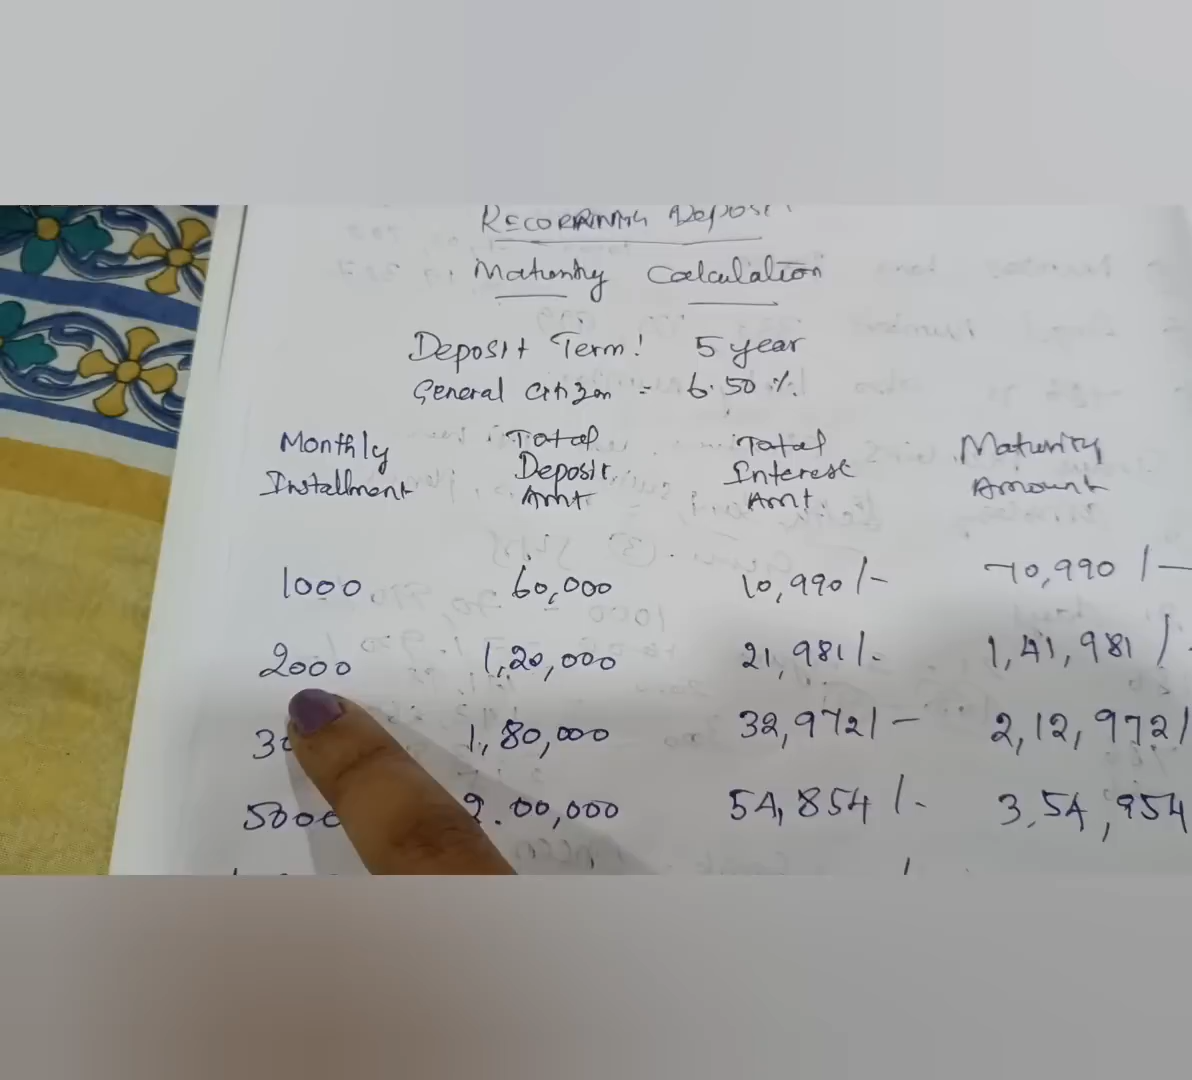 RECORRING Deposit
Maturity Calculation
Deposit Term: 5 year
General Citizen - 6.50 %.
Monthly Installment Total Deposit Amt Total Interest Amt Maturity Amount
1000 60,000 10,990/- 70,990/-
2000 1,20,000 21,981/- 1,41,981/-
1,80,000 32,972/- 2,12,972/
5000 00,000 54,854/- 3,54,954